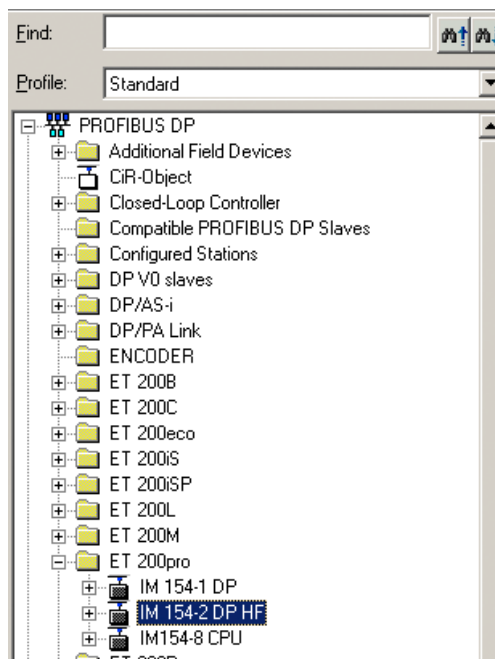 Find:
Profile: Standard
PROFIBUS DP
Additional Field Devices
CiR-Object
Closed-Loop Controller
Compatible PROFIBUS DP Slaves
Configured Stations
DP V0 slaves
DP/AS-i
DP/PA Link
ENCODER
ET 200B
ET 200C
ET 200eco
ET 200iS
ET 200iSP
ET 200L
ET 200M
ET 200pro
IM 154-1 DP
IM 154-2 DP HF
IM154-8 CPU